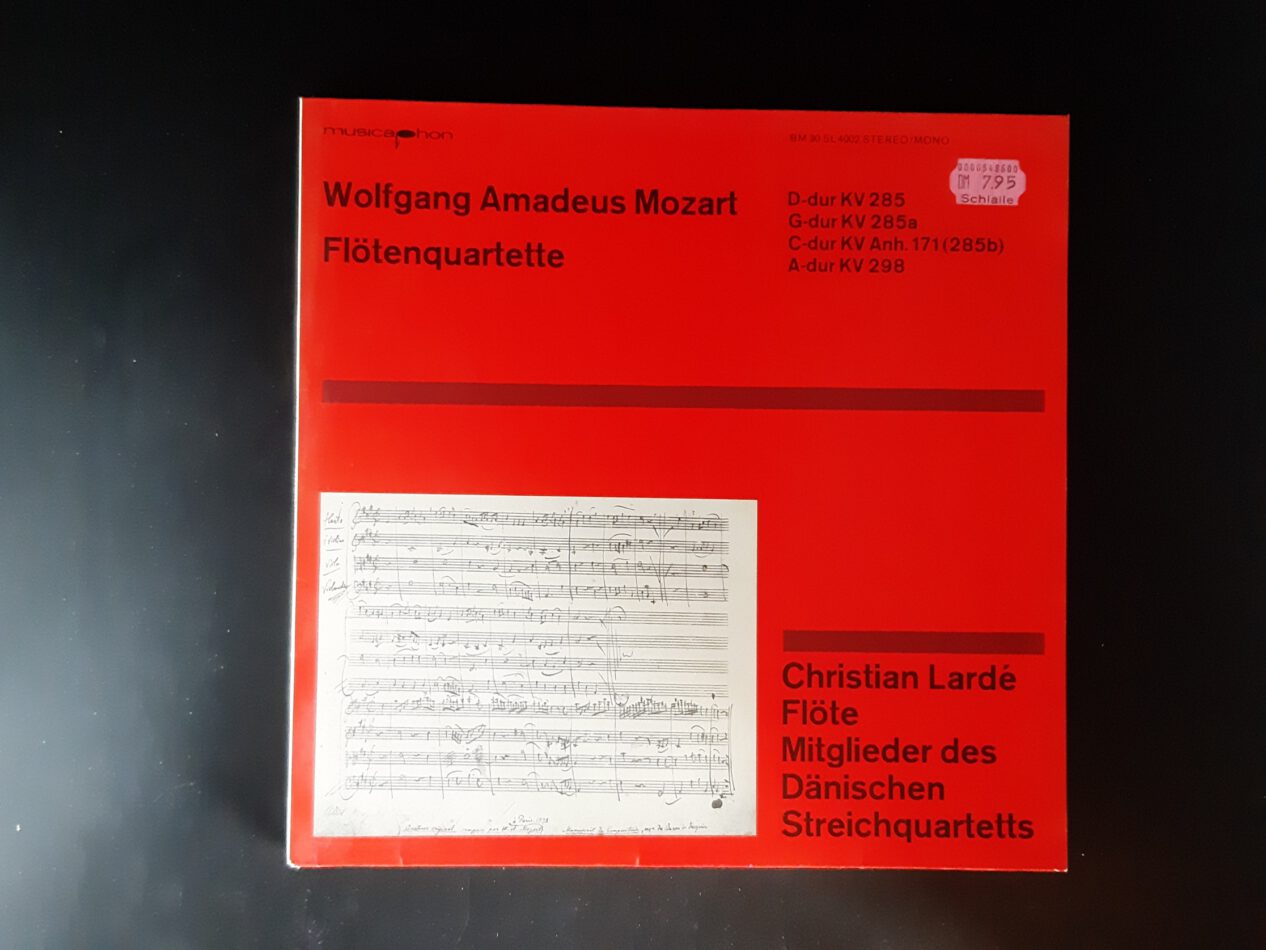 musicaphon
BM 30 SL 4002 STEREO/MONO
Wolfgang Amadeus Mozart
Flötenquartette
D-dur KV 285
G-dur KV 285a
C-dur KV Anh. 171 (285b)
A-dur KV 298
DM 7.95
Schlaile
Christian Lardé
Flöte
Mitglieder des
Dänischen
Streichquartetts